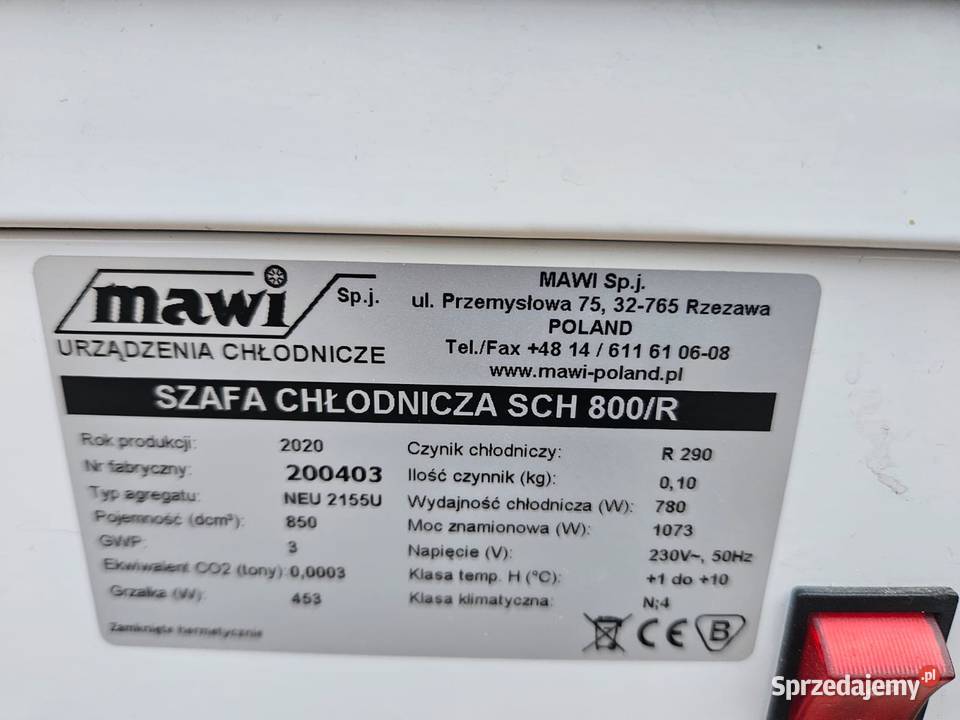 mawi Sp.j.
URZĄDZENIA CHŁODNICZE
MAWI Sp.j.
ul. Przemysłowa 75, 32-765 Rzezawa
POLAND
Tel./Fax +48 14 / 611 61 06-08
www.mawi-poland.pl
SZAFA CHŁODNICZA SCH 800/R
Rok produkcji: 2020
Nr fabryczny: 200403
Typ agregatu: NEU 2155U
Pojemność (dcm³): 850
GWP: 3
Ekwiwalent CO2 (tony): 0,0003
Grzałka (W): 453
Zamknięte hermetycznie
Czynik chłodniczy: R 290
Ilość czynnik (kg): 0,10
Wydajność chłodnicza (W): 780
Moc znamionowa (W): 1073
Napięcie (V): 230V~, 50Hz
Klasa temp. H (°C): +1 do +10
Klasa klimatyczna: N;4
CE B
Sprzedajemy.pl